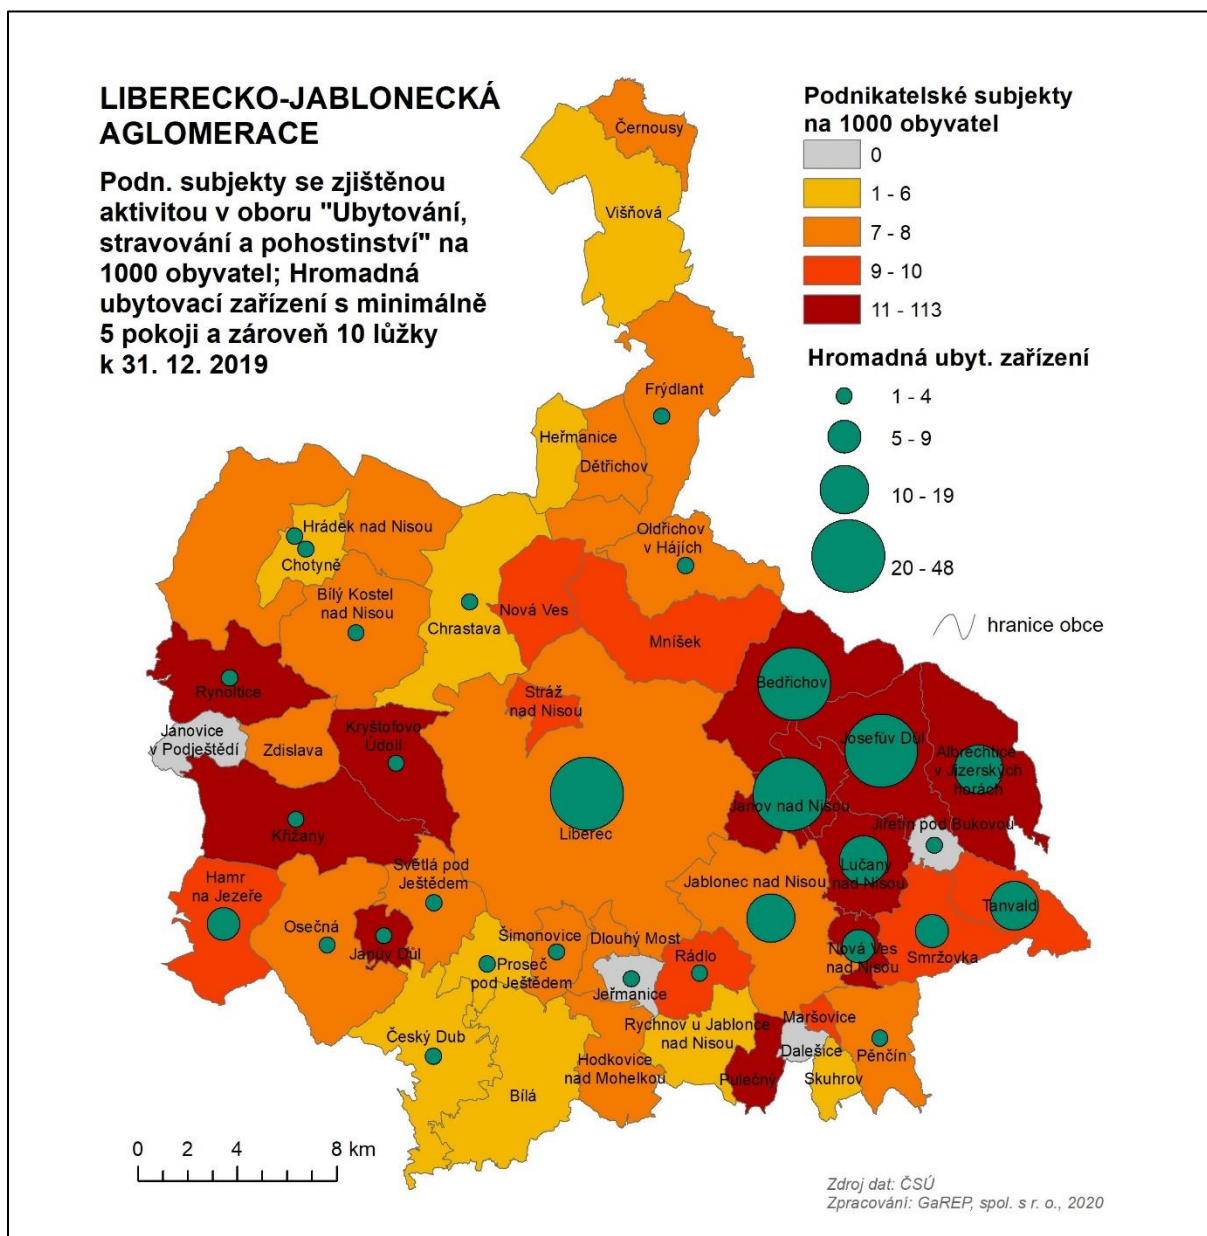 LIBERECKO-JABLONECKÁ
AGLOMERACE
Podn. subjekty se zjištěnou
aktivitou v oboru "Ubytování,
stravování a pohostinství" na
1000 obyvatel; Hromadná
ubytovací zařízení s minimálně
5 pokoji a zároveň 10 lůžky
k 31. 12. 2019
Podnikatelské subjekty
na 1000 obyvatel
0
1 - 6
7 - 8
9 - 10
11 - 113
Hromadná ubyt. zařízení
1 - 4
5 - 9
10 - 19
20 - 48
hranice obce
Černousy
Višňová
Frýdlant
Heřmanice
Dětřichov
Hrádek nad Nisou
Chotyně
Oldřichov
v Hájích
Bílý Kostel
nad Nisou
Chrastava
Nová Ves
Mníšek
Rynoltice
Bedřichov
Stráž
nad Nisou
Janovice
v Podještědí
Zdislava
Kryštofovo
Údolí
Josefův Důl
Albrechtice
v Jizerských
horách
Janov nad Nisou
Křižany
Liberec
Jiřetín pod Bukovou
Lučany
nad Nisou
Hamr
na Jezeře
Světlá pod
Ještědem
Jablonec nad Nisou
Tanvald
Osečná
Janův Důl
Šimonovice
Dlouhý Most
Proseč
pod Ještědem
Rádlo
Nová Ves
nad Nisou
Smržovka
Jeřmanice
Český Dub
Rychnov u Jablonce
nad Nisou
Maršovice
Dalešice
Pěnčín
Hodkovice
nad Mohelkou
Pulečný
Skuhrov
Bílá
0 2 4 8 km
Zdroj dat: ČSÚ
Zpracování: GaREP, spol. s r. o., 2020